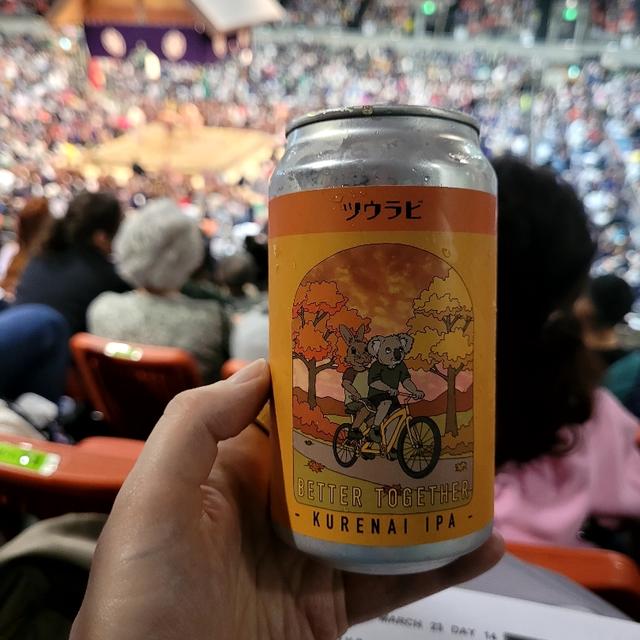 ツウラビ
BETTER TOGETHER
- KURENAI IPA -
MARCH 23 DAY 14